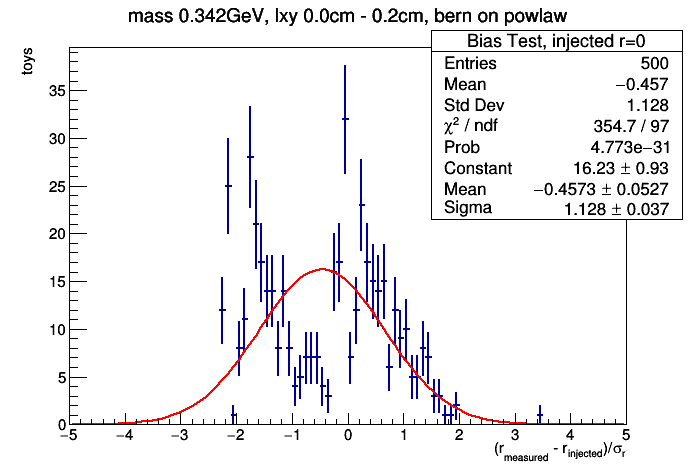 mass 0.342GeV, lxy 0.0cm - 0.2cm, bern on powlaw
Bias Test, injected r=0
Entries 500
Mean −0.457
Std Dev 1.128
χ² / ndf 354.7 / 97
Prob 4.773e−31
Constant 16.23 ± 0.93
Mean −0.4573 ± 0.0527
Sigma 1.128 ± 0.037
toys
35
30
25
20
15
10
5
0
−5 −4 −3 −2 −1 0 1 2 3 4 5
(r_measured - r_injected)/σ_r